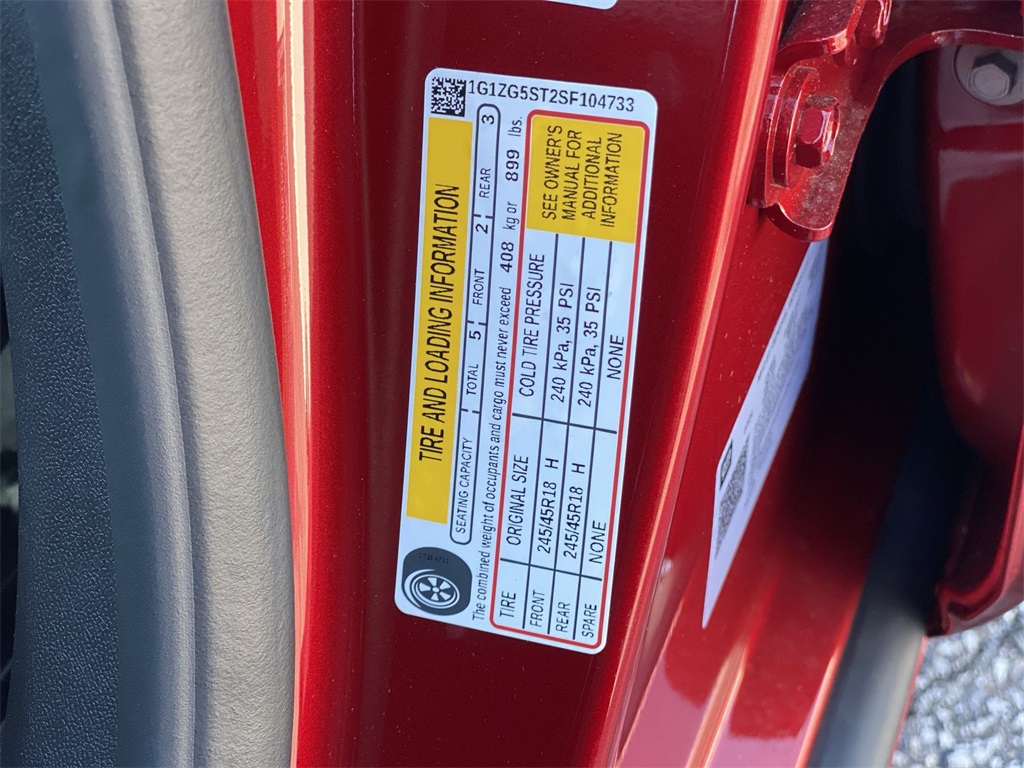 1G1ZG5ST2SF104733
TIRE AND LOADING INFORMATION
SEATING CAPACITY TOTAL 5 FRONT 2 REAR 3
The combined weight of occupants and cargo must never exceed 408 kg or 899 lbs.
TIRE ORIGINAL SIZE COLD TIRE PRESSURE
FRONT 245/45R18 H 240 kPa, 35 PSI
REAR 245/45R18 H 240 kPa, 35 PSI
SPARE NONE NONE
SEE OWNER'S
MANUAL FOR
ADDITIONAL
INFORMATION